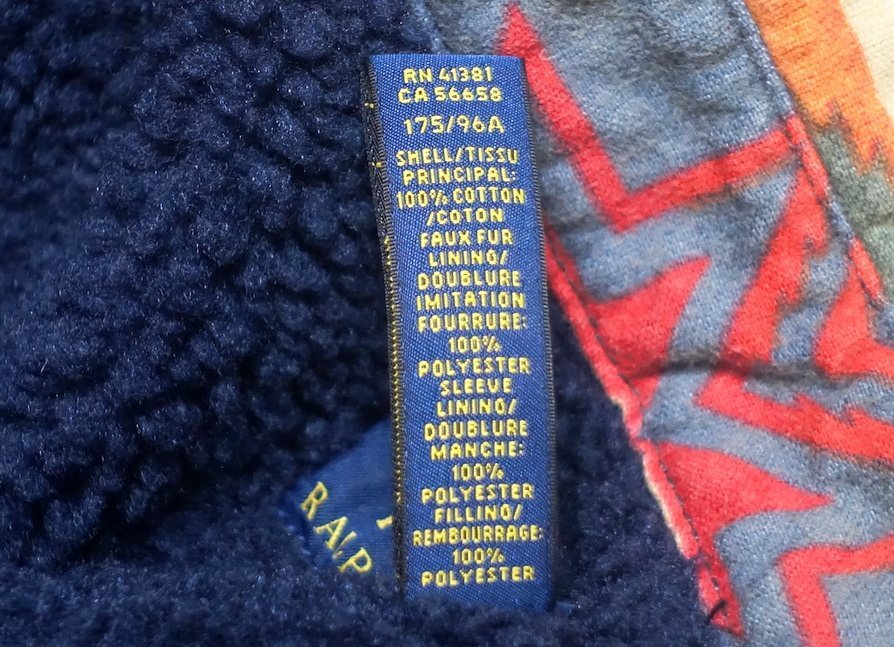 RN 41381
CA 56658
175/96A
SHELL/TISSU
PRINCIPAL:
100% COTTON
/COTON
FAUX FUR
LINING/
DOUBLURE
IMITATION
FOURRURE:
100%
POLYESTER
SLEEVE
LINING/
DOUBLURE
MANCHE:
100%
POLYESTER
FILLING/
REMBOURRAGE:
100%
POLYESTER
RALP